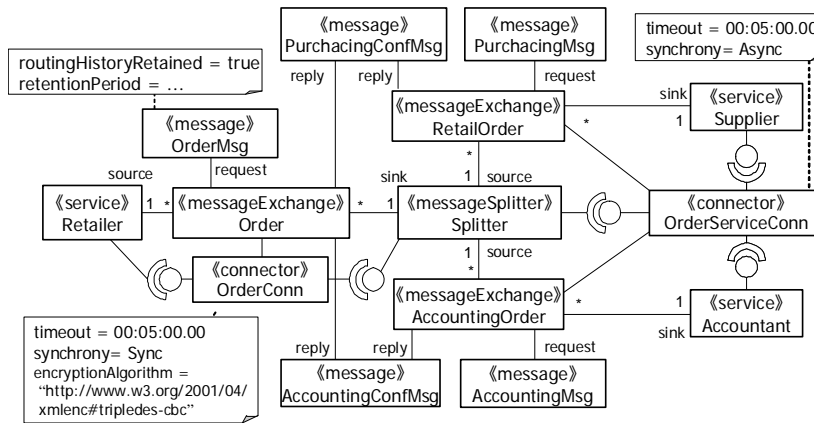 «message»
PurchacingConfMsg
«message»
PurchacingMsg
timeout = 00:05:00.00
synchrony= Async
routingHistoryRetained = true
retentionPeriod = …
reply
reply
request
«message»
OrderMsg
«messageExchange»
RetailOrder
sink
1
*
«service»
Supplier
request
source
*
1
source
sink
«service»
Retailer
1
*
«messageExchange»
Order
*
1
«messageSplitter»
Splitter
«connector»
OrderServiceConn
1
source
*
«connector»
OrderConn
«messageExchange»
AccountingOrder
*
1
sink
«service»
Accountant
timeout = 00:05:00.00
synchrony= Sync
encryptionAlgorithm =
“http://www.w3.org/2001/04/
xmlenc#tripledes-cbc”
reply
reply
request
«message»
AccountingConfMsg
«message»
AccountingMsg